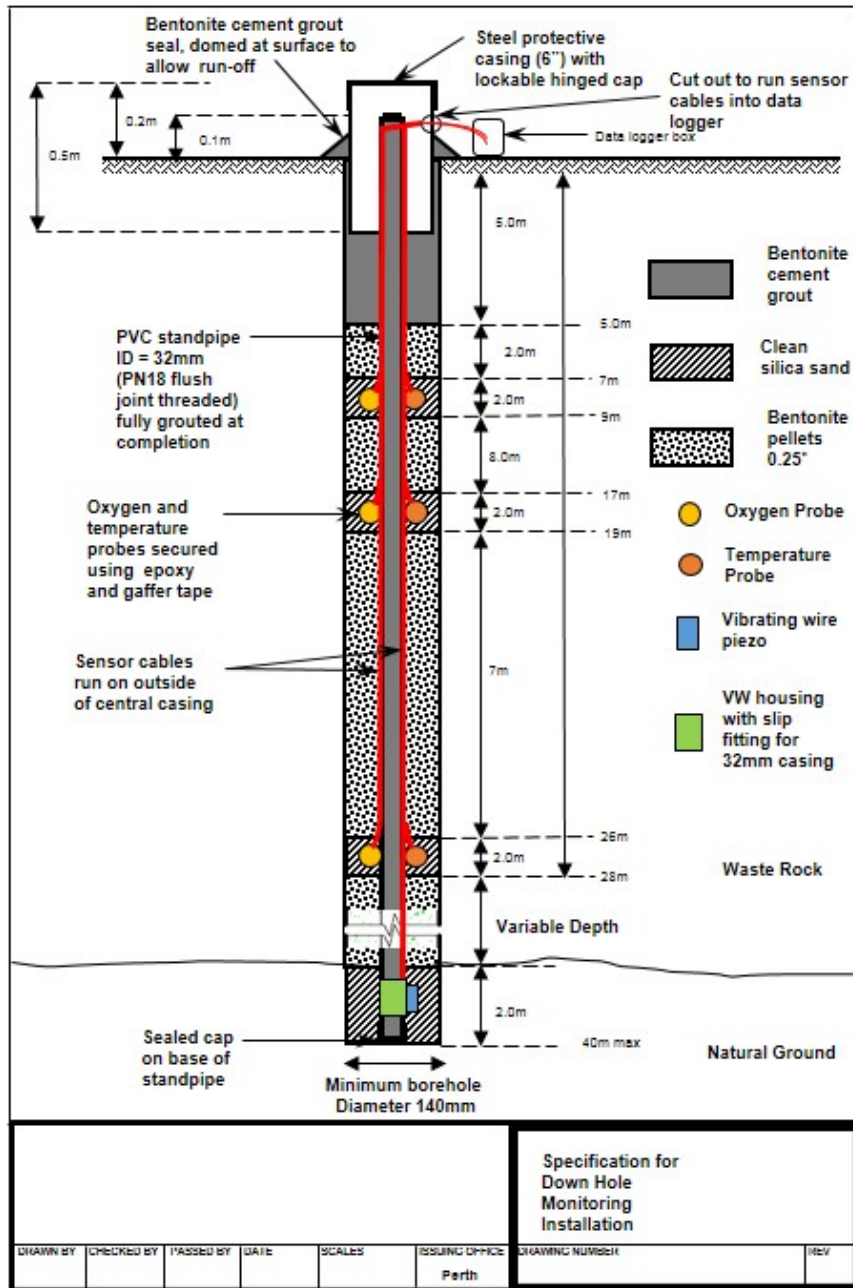 Bentonite cement grout
seal, domed at surface to
allow run-off
Steel protective
casing (6") with
lockable hinged cap
Cut out to run sensor
cables into data
logger
Data logger box
0.2m
0.1m
0.5m
5.0m
Bentonite
cement
grout
5.0m
PVC standpipe
ID = 32mm
(PN18 flush
joint threaded)
fully grouted at
completion
2.0m
7m
Clean
silica sand
2.0m
9m
8.0m
Bentonite
pellets
0.25"
17m
2.0m
19m
Oxygen and
temperature
probes secured
using epoxy
and gaffer tape
Oxygen Probe
Temperature
Probe
Vibrating wire
piezo
Sensor cables
run on outside
of central casing
7m
VW housing
with slip
fitting for
32mm casing
26m
2.0m
28m
Waste Rock
Variable Depth
2.0m
Sealed cap
on base of
standpipe
40m max
Natural Ground
Minimum borehole
Diameter 140mm
Specification for
Down Hole
Monitoring
Installation
DRAWN BY CHECKED BY PASSED BY DATE SCALES ISSUING OFFICE DRAWING NUMBER REV
Perth